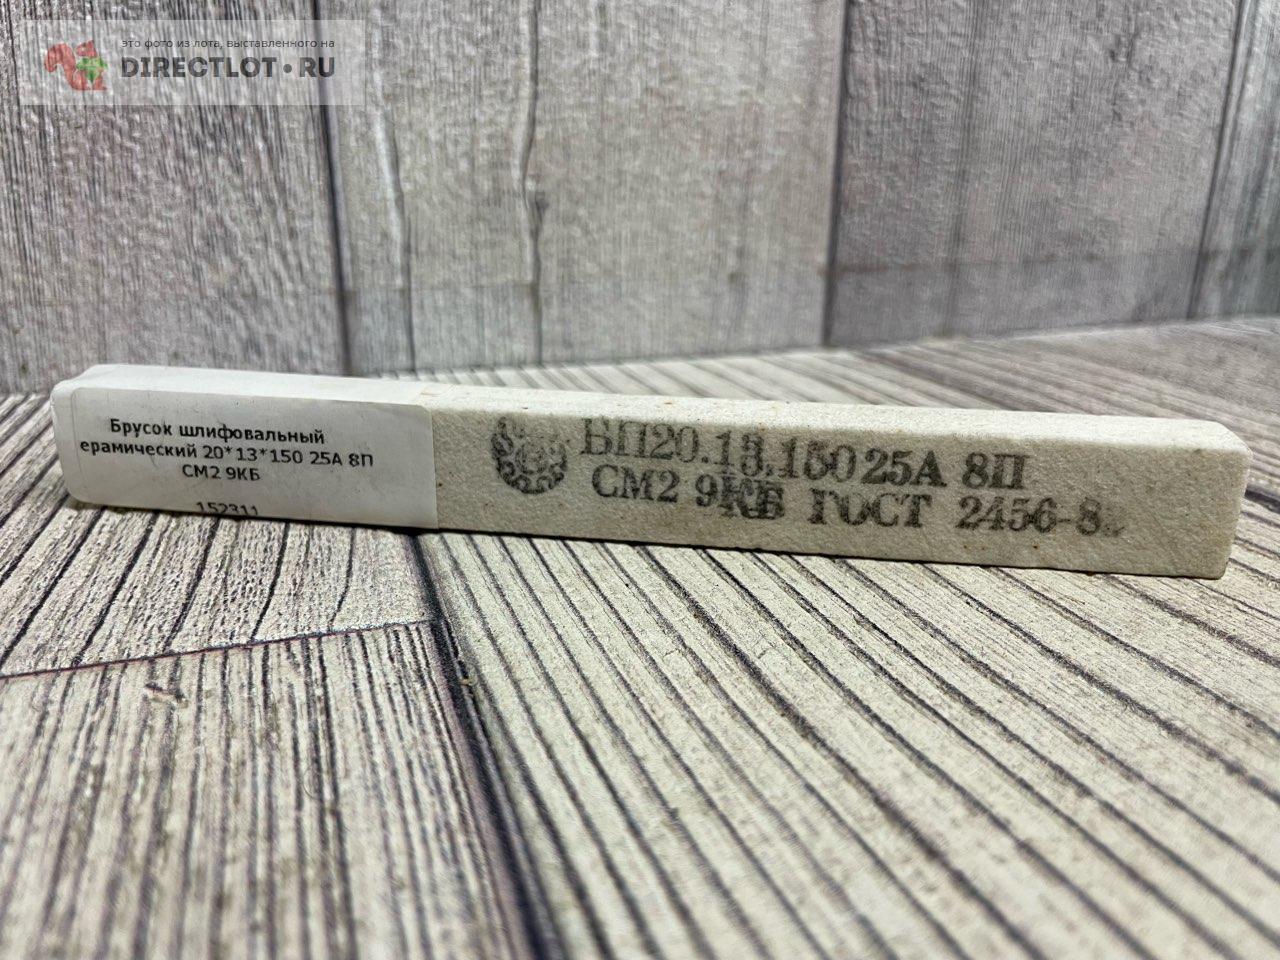 это фото из лота, выставленного на
DIRECTLOT.RU
Брусок шлифовальный
ерамический 20*13*150 25А 8П
СМ2 9КБ
152311
БП20.13.150 25А 8П
СМ2 9КБ ГОСТ 2456-8